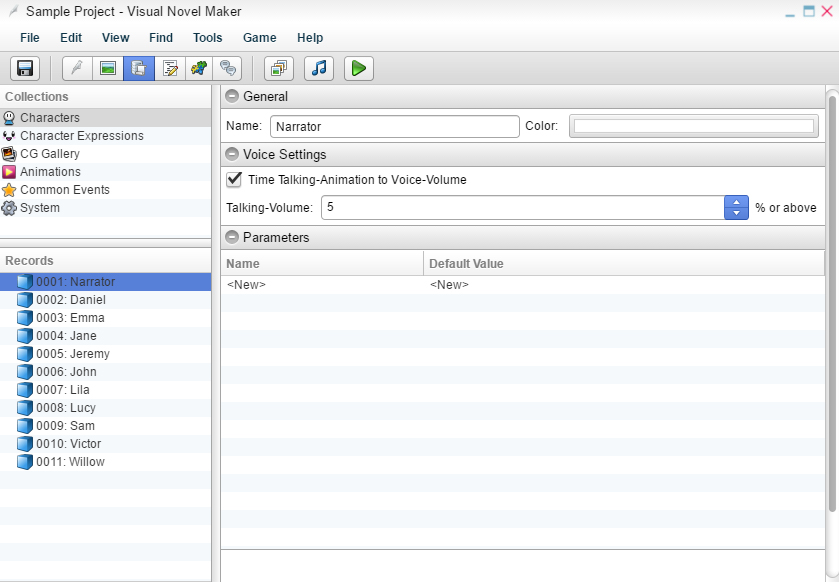 Sample Project - Visual Novel Maker
File Edit View Find Tools Game Help
Collections
Characters
Character Expressions
CG Gallery
Animations
Common Events
System
Records
0001: Narrator
0002: Daniel
0003: Emma
0004: Jane
0005: Jeremy
0006: John
0007: Lila
0008: Lucy
0009: Sam
0010: Victor
0011: Willow
General
Name: Narrator Color:
Voice Settings
Time Talking-Animation to Voice-Volume
Talking-Volume: 5 % or above
Parameters
Name Default Value
<New> <New>